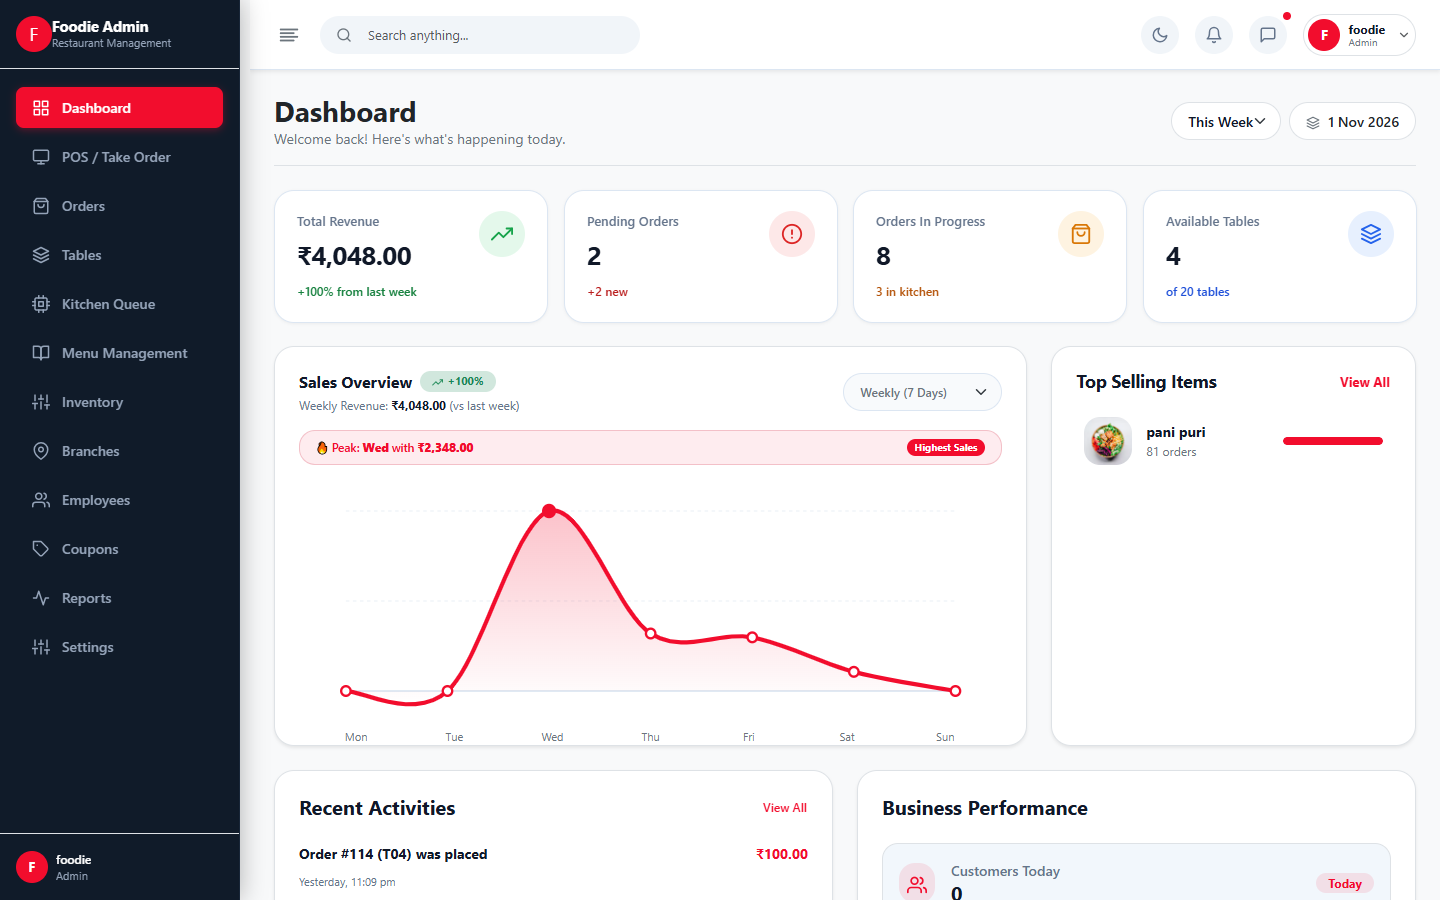 F
Foodie Admin
Restaurant Management
Dashboard
POS / Take Order
Orders
Tables
Kitchen Queue
Menu Management
Inventory
Branches
Employees
Coupons
Reports
Settings
F
foodie
Admin
Search anything...
F
foodie
Admin
Dashboard
Welcome back! Here's what's happening today.
This Week
1 Nov 2026
Total Revenue
₹4,048.00
+100% from last week
Pending Orders
2
+2 new
Orders In Progress
8
3 in kitchen
Available Tables
4
of 20 tables
Sales Overview
+100%
Weekly Revenue: ₹4,048.00 (vs last week)
Weekly (7 Days)
Peak: Wed with ₹2,348.00
Highest Sales
Mon Tue Wed Thu Fri Sat Sun
Top Selling Items
View All
pani puri
81 orders
Recent Activities
View All
Order #114 (T04) was placed
₹100.00
Yesterday, 11:09 pm
Business Performance
Customers Today
0
Today